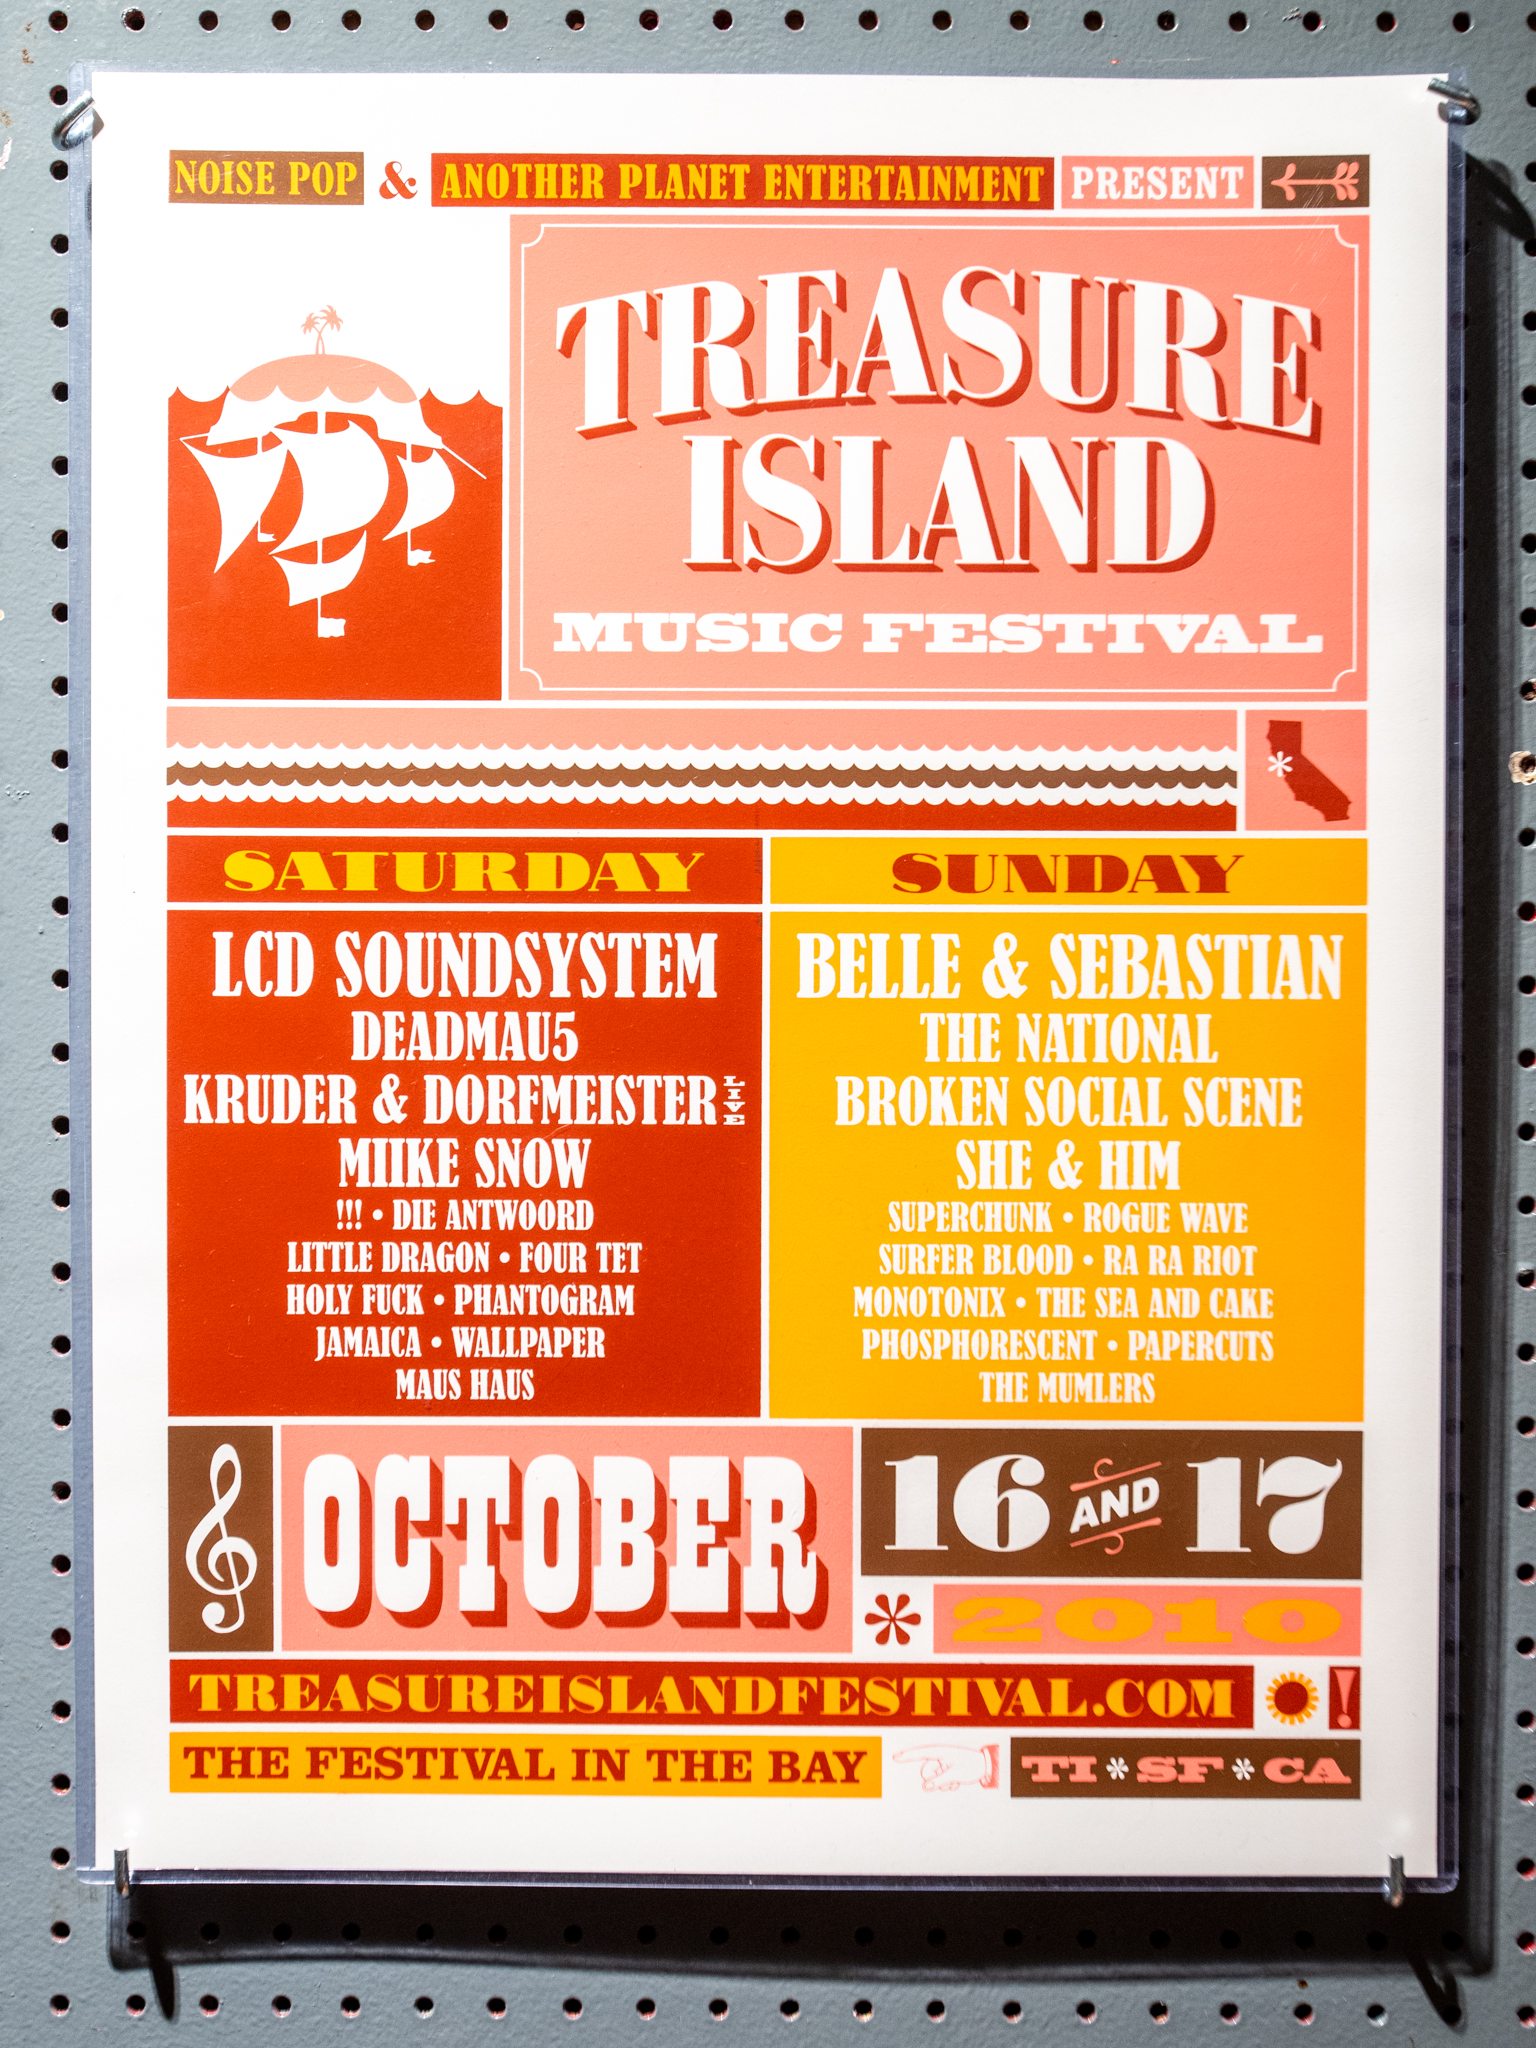 NOISE POP & ANOTHER PLANET ENTERTAINMENT PRESENT
TREASURE
ISLAND
MUSIC FESTIVAL
SATURDAY
LCD SOUNDSYSTEM
DEADMAU5
KRUDER & DORFMEISTER LIVE
MIIKE SNOW
!!! • DIE ANTWOORD
LITTLE DRAGON • FOUR TET
HOLY FUCK • PHANTOGRAM
JAMAICA • WALLPAPER
MAUS HAUS
SUNDAY
BELLE & SEBASTIAN
THE NATIONAL
BROKEN SOCIAL SCENE
SHE & HIM
SUPERCHUNK • ROGUE WAVE
SURFER BLOOD • RA RA RIOT
MONOTONIX • THE SEA AND CAKE
PHOSPHORESCENT • PAPERCUTS
THE MUMLERS
OCTOBER 16 AND 17
* 2010
TREASUREISLANDFESTIVAL.COM !
THE FESTIVAL IN THE BAY TI * SF * CA